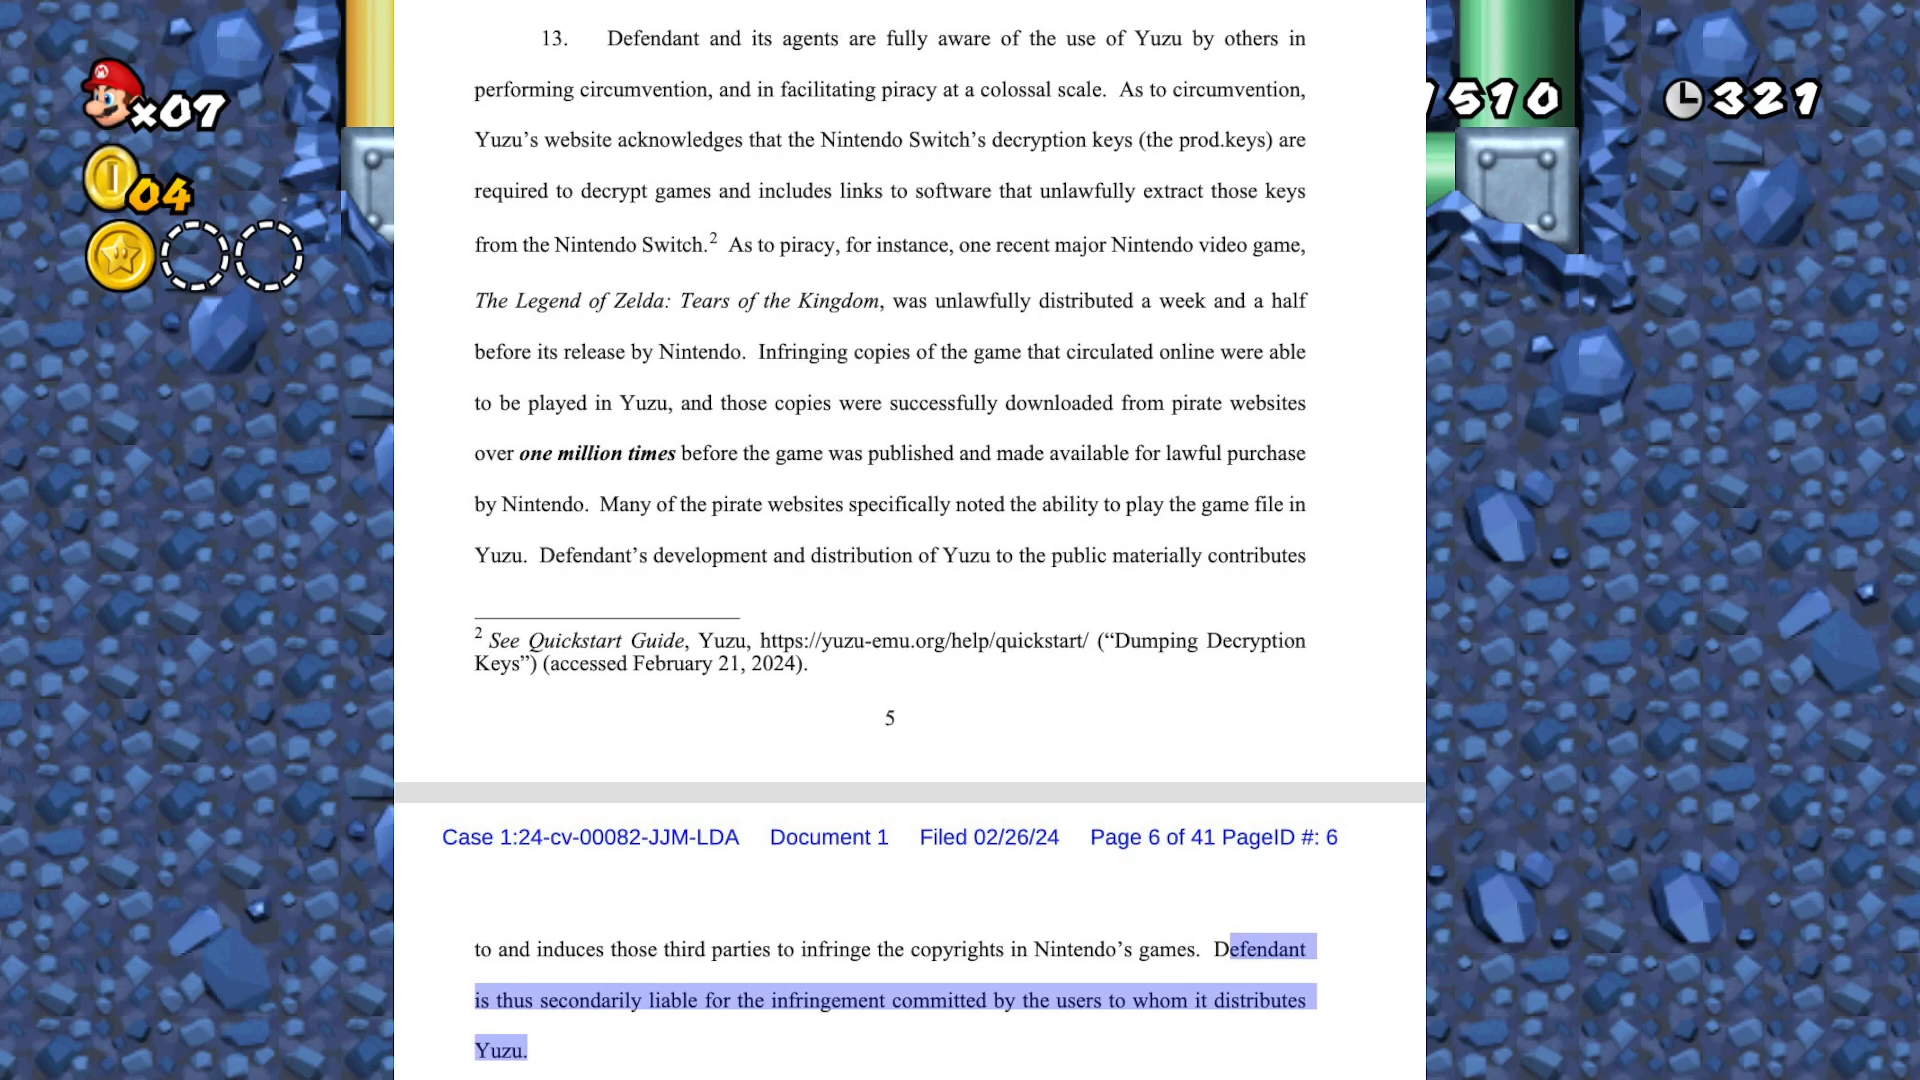 x07
04
1510
321
13. Defendant and its agents are fully aware of the use of Yuzu by others in
performing circumvention, and in facilitating piracy at a colossal scale. As to circumvention,
Yuzu’s website acknowledges that the Nintendo Switch’s decryption keys (the prod.keys) are
required to decrypt games and includes links to software that unlawfully extract those keys
from the Nintendo Switch.2 As to piracy, for instance, one recent major Nintendo video game,
The Legend of Zelda: Tears of the Kingdom, was unlawfully distributed a week and a half
before its release by Nintendo. Infringing copies of the game that circulated online were able
to be played in Yuzu, and those copies were successfully downloaded from pirate websites
over one million times before the game was published and made available for lawful purchase
by Nintendo. Many of the pirate websites specifically noted the ability to play the game file in
Yuzu. Defendant’s development and distribution of Yuzu to the public materially contributes
2 See Quickstart Guide, Yuzu, https://yuzu-emu.org/help/quickstart/ (“Dumping Decryption
Keys”) (accessed February 21, 2024).
5
Case 1:24-cv-00082-JJM-LDA Document 1 Filed 02/26/24 Page 6 of 41 PageID #: 6
to and induces those third parties to infringe the copyrights in Nintendo’s games. Defendant
is thus secondarily liable for the infringement committed by the users to whom it distributes
Yuzu.